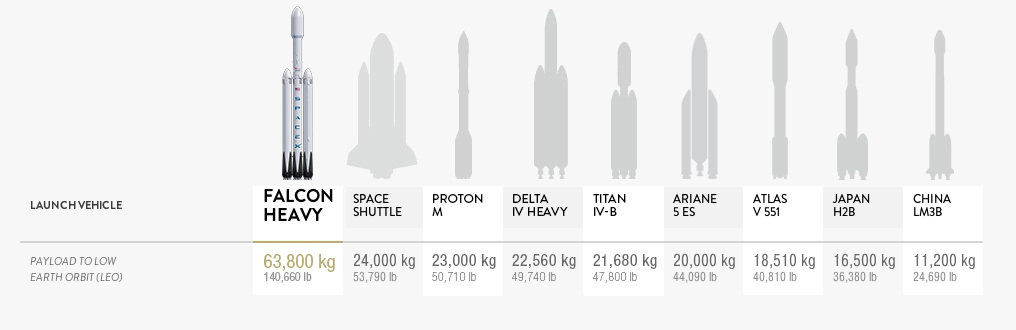 SPACEX
LAUNCH VEHICLE
FALCON
HEAVY
SPACE
SHUTTLE
PROTON
M
DELTA
IV HEAVY
TITAN
IV-B
ARIANE
5 ES
ATLAS
V 551
JAPAN
H2B
CHINA
LM3B
PAYLOAD TO LOW
EARTH ORBIT (LEO)
63,800 kg
140,660 lb
24,000 kg
53,790 lb
23,000 kg
50,710 lb
22,560 kg
49,740 lb
21,680 kg
47,800 lb
20,000 kg
44,090 lb
18,510 kg
40,810 lb
16,500 kg
36,380 lb
11,200 kg
24,690 lb